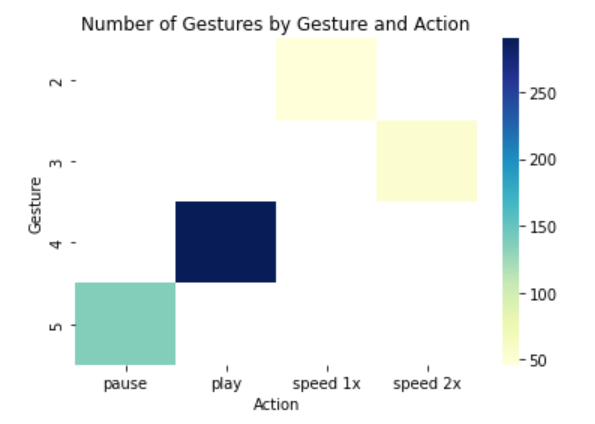 Number of Gestures by Gesture and Action
2
3
4
5
Gesture
pause play speed 1x speed 2x
Action
250
200
150
100
50